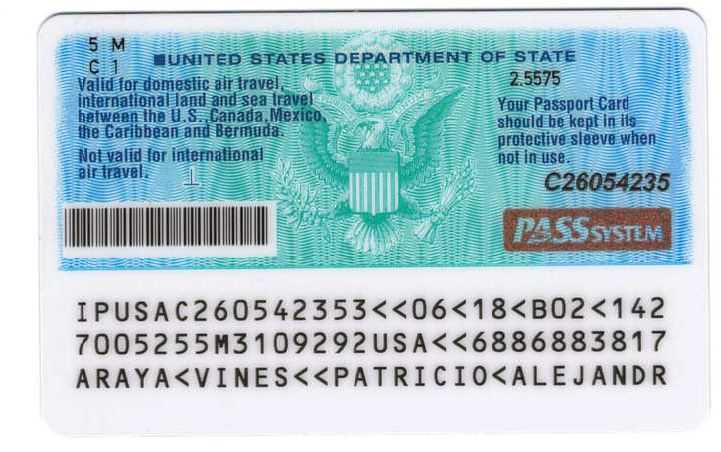 5 M
C 1
UNITED STATES DEPARTMENT OF STATE
2.5575
Valid for domestic air travel,
international land and sea travel
between the U.S., Canada, Mexico,
the Caribbean and Bermuda.
Not valid for international
air travel.
Your Passport Card
should be kept in its
protective sleeve when
not in use.
C26054235
PASS SYSTEM
IPUSAC260542353<<06<18<B02<142
7005255M3109292USA<<6886883817
ARAYA<VINES<<PATRICIO<ALEJANDR